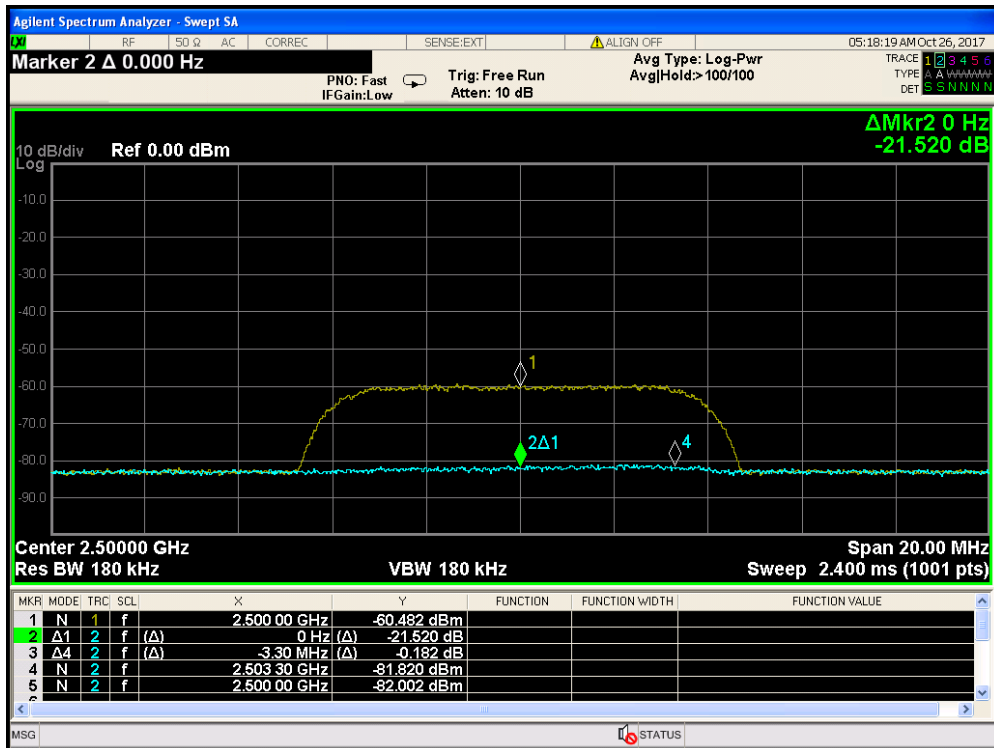 Agilent Spectrum Analyzer - Swept SA
LXI RF 50 Ω AC CORREC SENSE:EXT ALIGN OFF 05:18:19 AM Oct 26, 2017
Marker 2 Δ 0.000 Hz
PNO: Fast
IFGain:Low
Trig: Free Run
Atten: 10 dB
Avg Type: Log-Pwr
Avg|Hold:>100/100
TRACE 1 2 3 4 5 6
TYPE A A W W W W
DET S S N N N N
ΔMkr2 0 Hz
-21.520 dB
10 dB/div Ref 0.00 dBm
Log
-10.0
-20.0
-30.0
-40.0
-50.0
1
-60.0
-70.0
2Δ1
4
-80.0
-90.0
Center 2.50000 GHz Span 20.00 MHz
Res BW 180 kHz VBW 180 kHz Sweep 2.400 ms (1001 pts)
MKR MODE TRC SCL X Y FUNCTION FUNCTION WIDTH FUNCTION VALUE
1 N 1 f 2.500 00 GHz -60.482 dBm
2 Δ1 2 f (Δ) 0 Hz (Δ) -21.520 dB
3 Δ4 2 f (Δ) -3.30 MHz (Δ) -0.182 dB
4 N 2 f 2.503 30 GHz -81.820 dBm
5 N 2 f 2.500 00 GHz -82.002 dBm
MSG STATUS